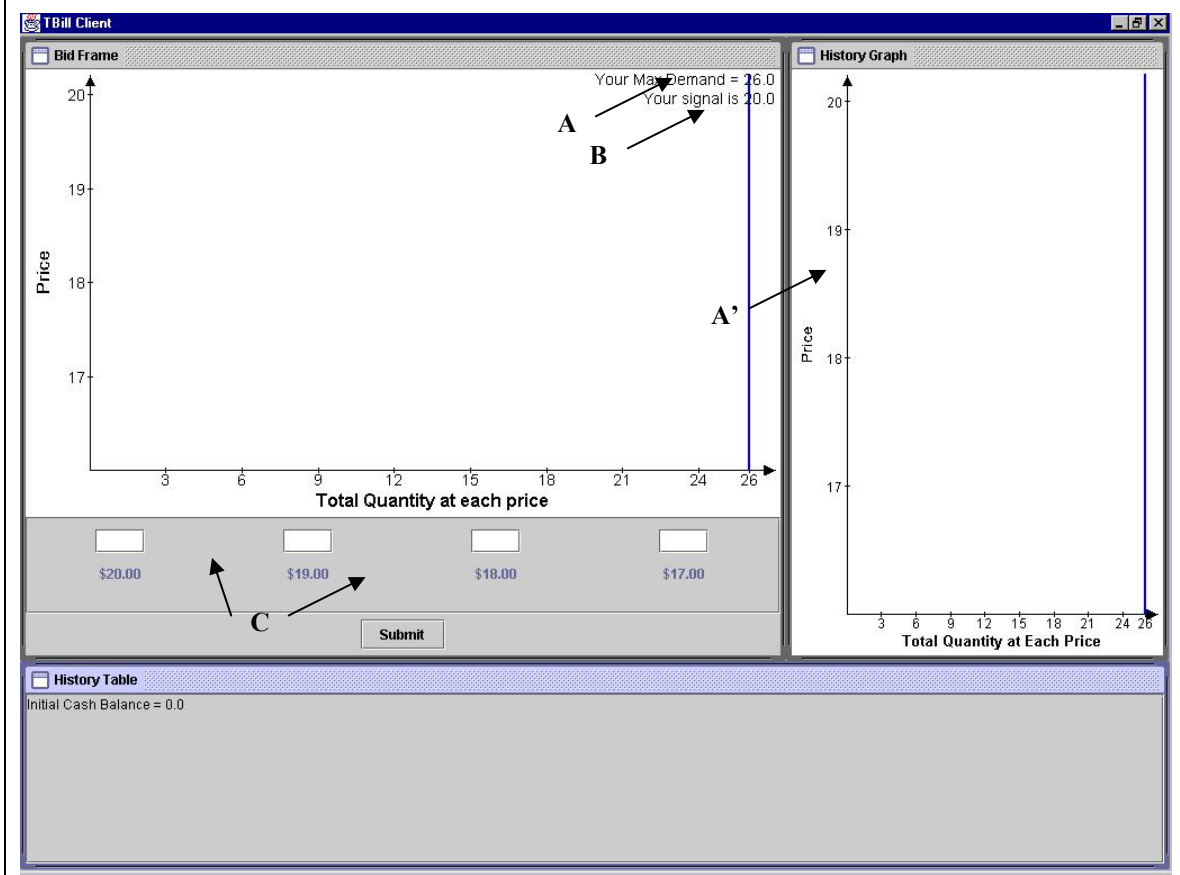 TBill Client
Bid Frame
Your Max Demand = 26.0
Your signal is 20.0
A
B
20
19
18
17
Price
A’
3 6 9 12 15 18 21 24 26
Total Quantity at each price
$20.00 $19.00 $18.00 $17.00
C
Submit
History Graph
20
19
18
17
Price
3 6 9 12 15 18 21 24 26
Total Quantity at Each Price
History Table
Initial Cash Balance = 0.0